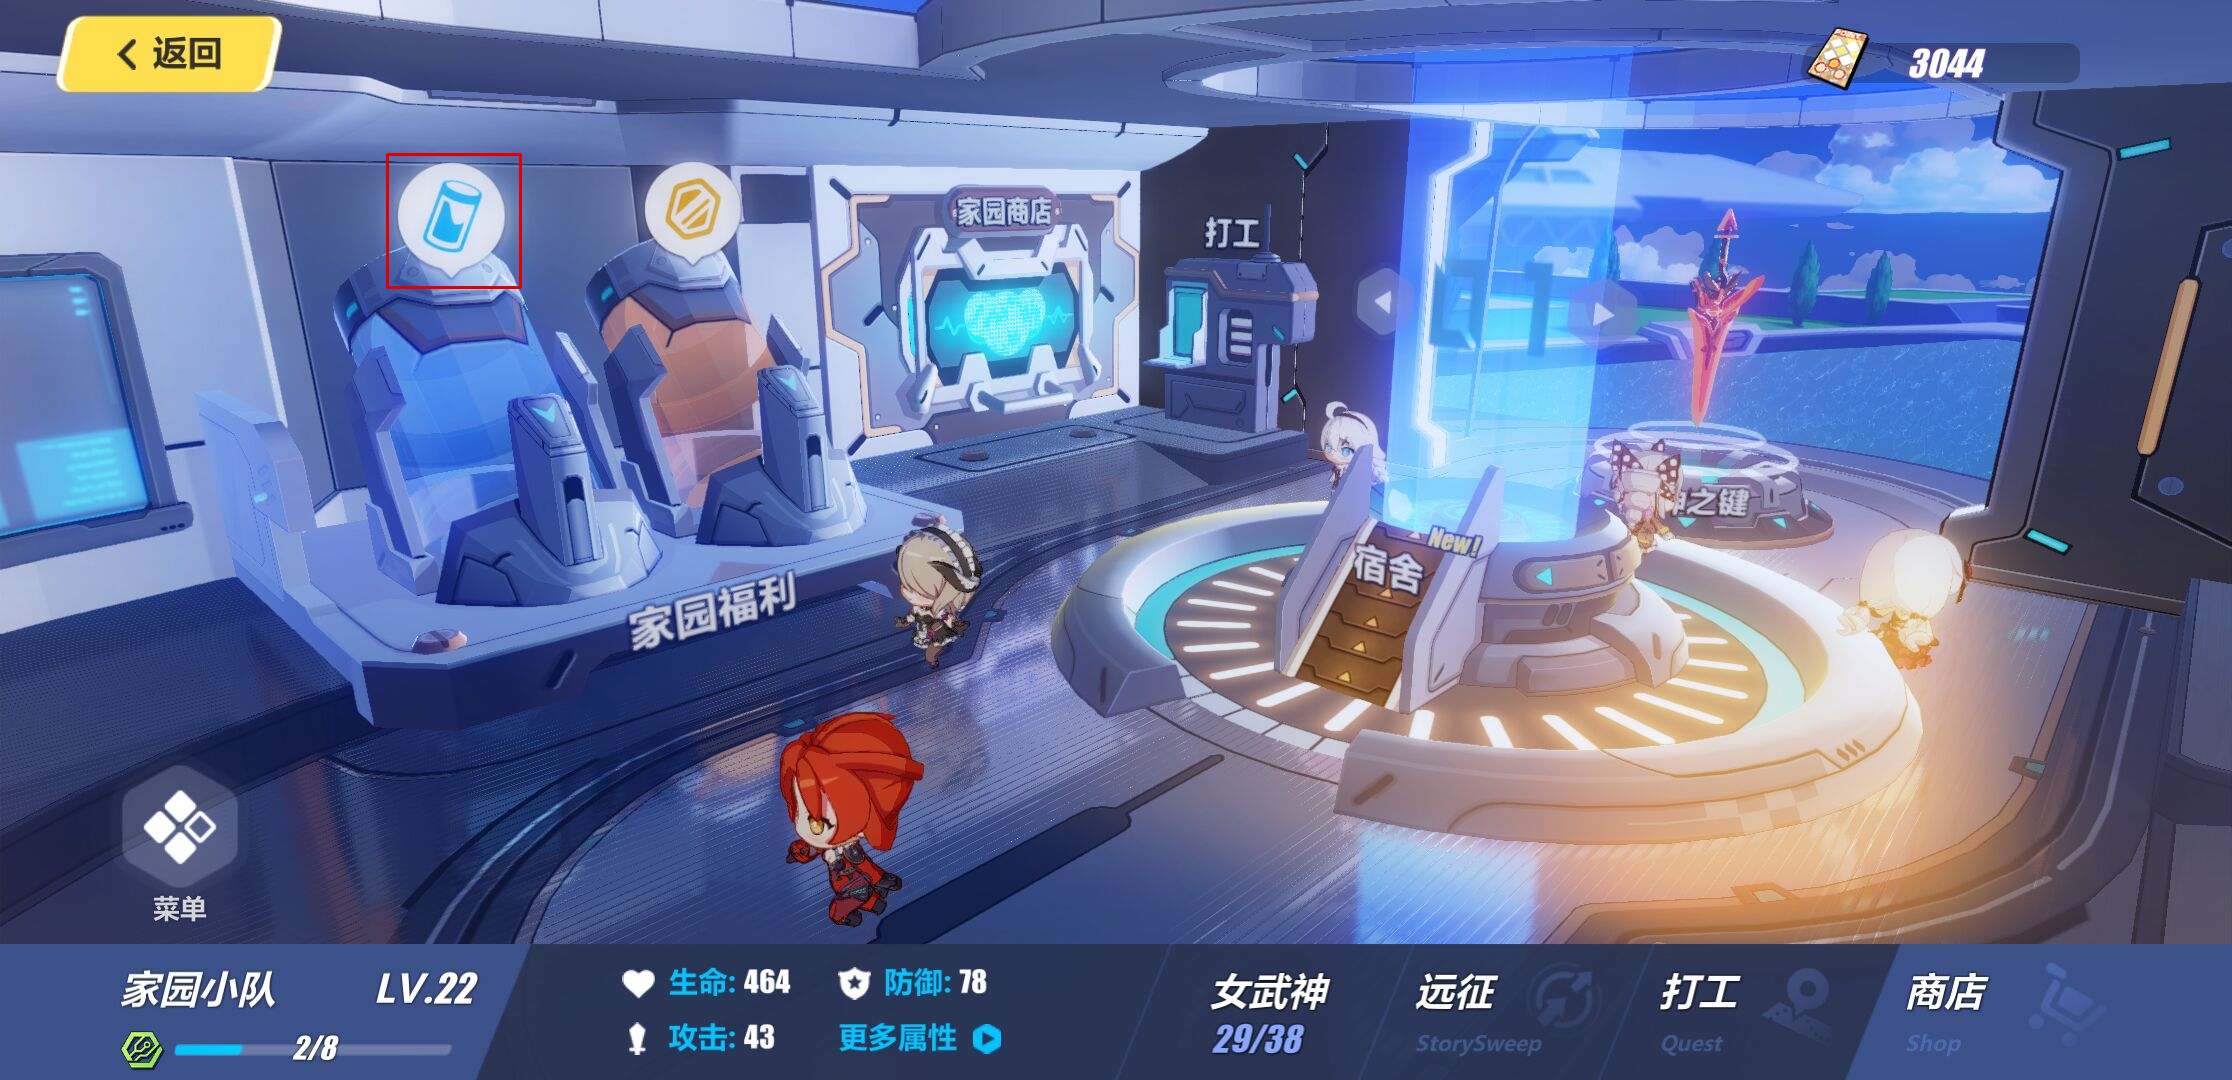 返回
3044
家园商店
打工
神之键
New!
宿舍
家园福利
菜单
家园小队 LV.22
2/8
生命: 464
防御: 78
攻击: 43
更多属性
女武神
29/38
远征
StorySweep
打工
Quest
商店
Shop